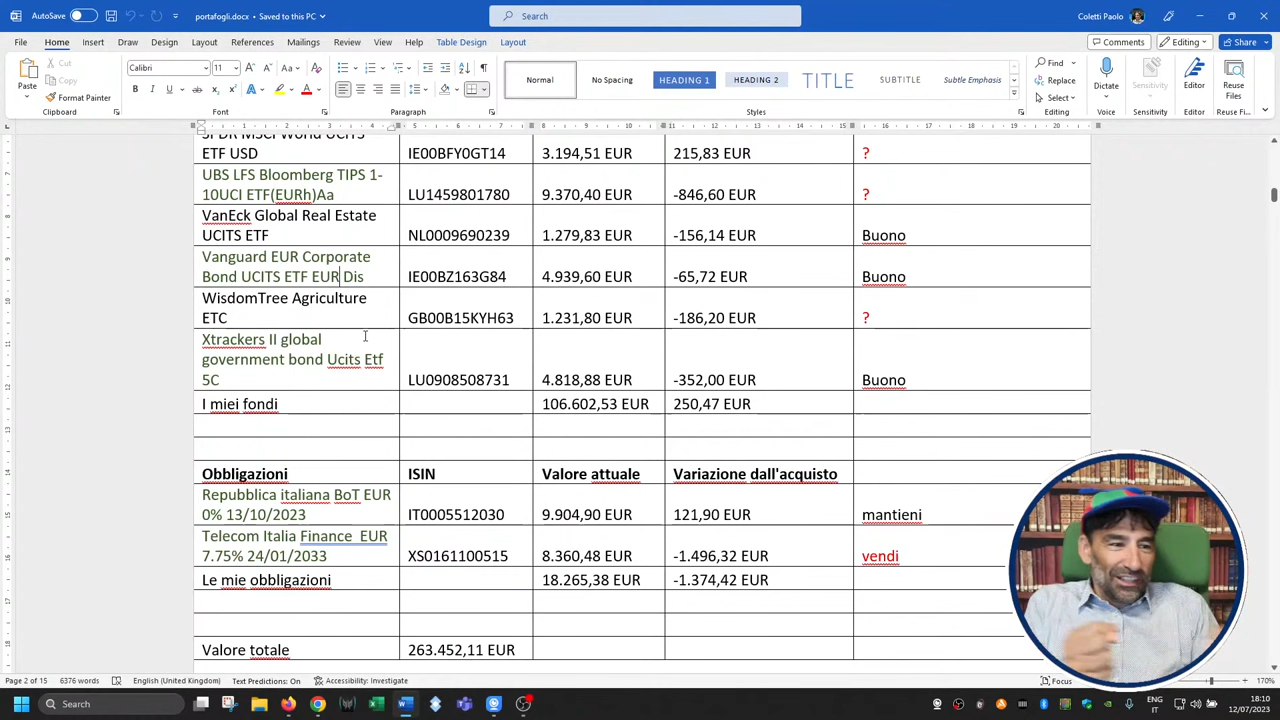 AutoSave Off
portafogli.docx • Saved to this PC
Search
Coletti Paolo
File Home Insert Draw Design Layout References Mailings Review View Help Table Design Layout
Comments Editing Share
Paste
Cut
Copy
Format Painter
Clipboard
Calibri 11
Font
Paragraph
Normal
No Spacing
HEADING 1
HEADING 2
TITLE
SUBTITLE
Subtle Emphasis
Styles
Find
Replace
Select
Editing
Dictate
Voice
Sensitivity
Sensitivity
Editor
Editor
Reuse Files
Reuse Fi...
SPDR MSCI World UCITS
ETF USD IE00BFY0GT14 3.194,51 EUR 215,83 EUR ?
UBS LFS Bloomberg TIPS 1-
10UCI ETF(EURh)Aa LU1459801780 9.370,40 EUR -846,60 EUR ?
VanEck Global Real Estate
UCITS ETF NL0009690239 1.279,83 EUR -156,14 EUR Buono
Vanguard EUR Corporate
Bond UCITS ETF EUR Dis IE00BZ163G84 4.939,60 EUR -65,72 EUR Buono
WisdomTree Agriculture
ETC GB00B15KYH63 1.231,80 EUR -186,20 EUR ?
Xtrackers II global
government bond Ucits Etf
5C LU0908508731 4.818,88 EUR -352,00 EUR Buono
I miei fondi 106.602,53 EUR 250,47 EUR
Obbligazioni ISIN Valore attuale Variazione dall'acquisto
Repubblica italiana BoT EUR
0% 13/10/2023 IT0005512030 9.904,90 EUR 121,90 EUR mantieni
Telecom Italia Finance EUR
7.75% 24/01/2033 XS0161100515 8.360,48 EUR -1.496,32 EUR vendi
Le mie obbligazioni 18.265,38 EUR -1.374,42 EUR
Valore totale 263.452,11 EUR
Page 2 of 15 6376 words English (United Kingdom) Text Predictions: On Accessibility: Investigate Focus 170%
Search
ENG
IT
18:10
12/07/2023